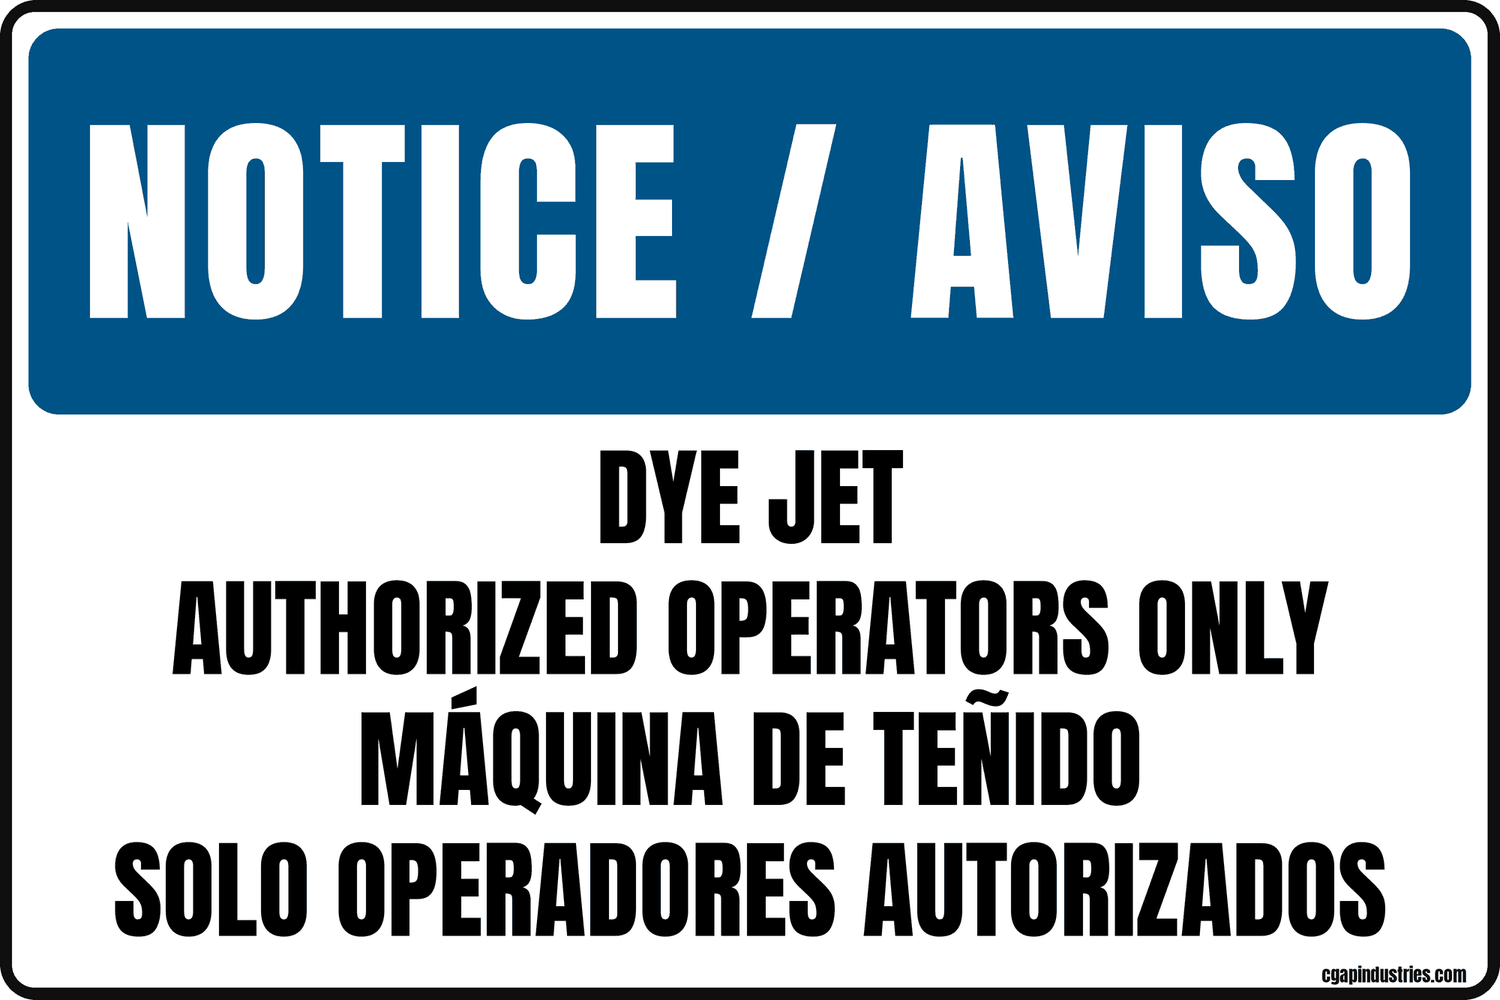 NOTICE / AVISO
DYE JET
AUTHORIZED OPERATORS ONLY
MÁQUINA DE TEÑIDO
SOLO OPERADORES AUTORIZADOS
cgapindustries.com